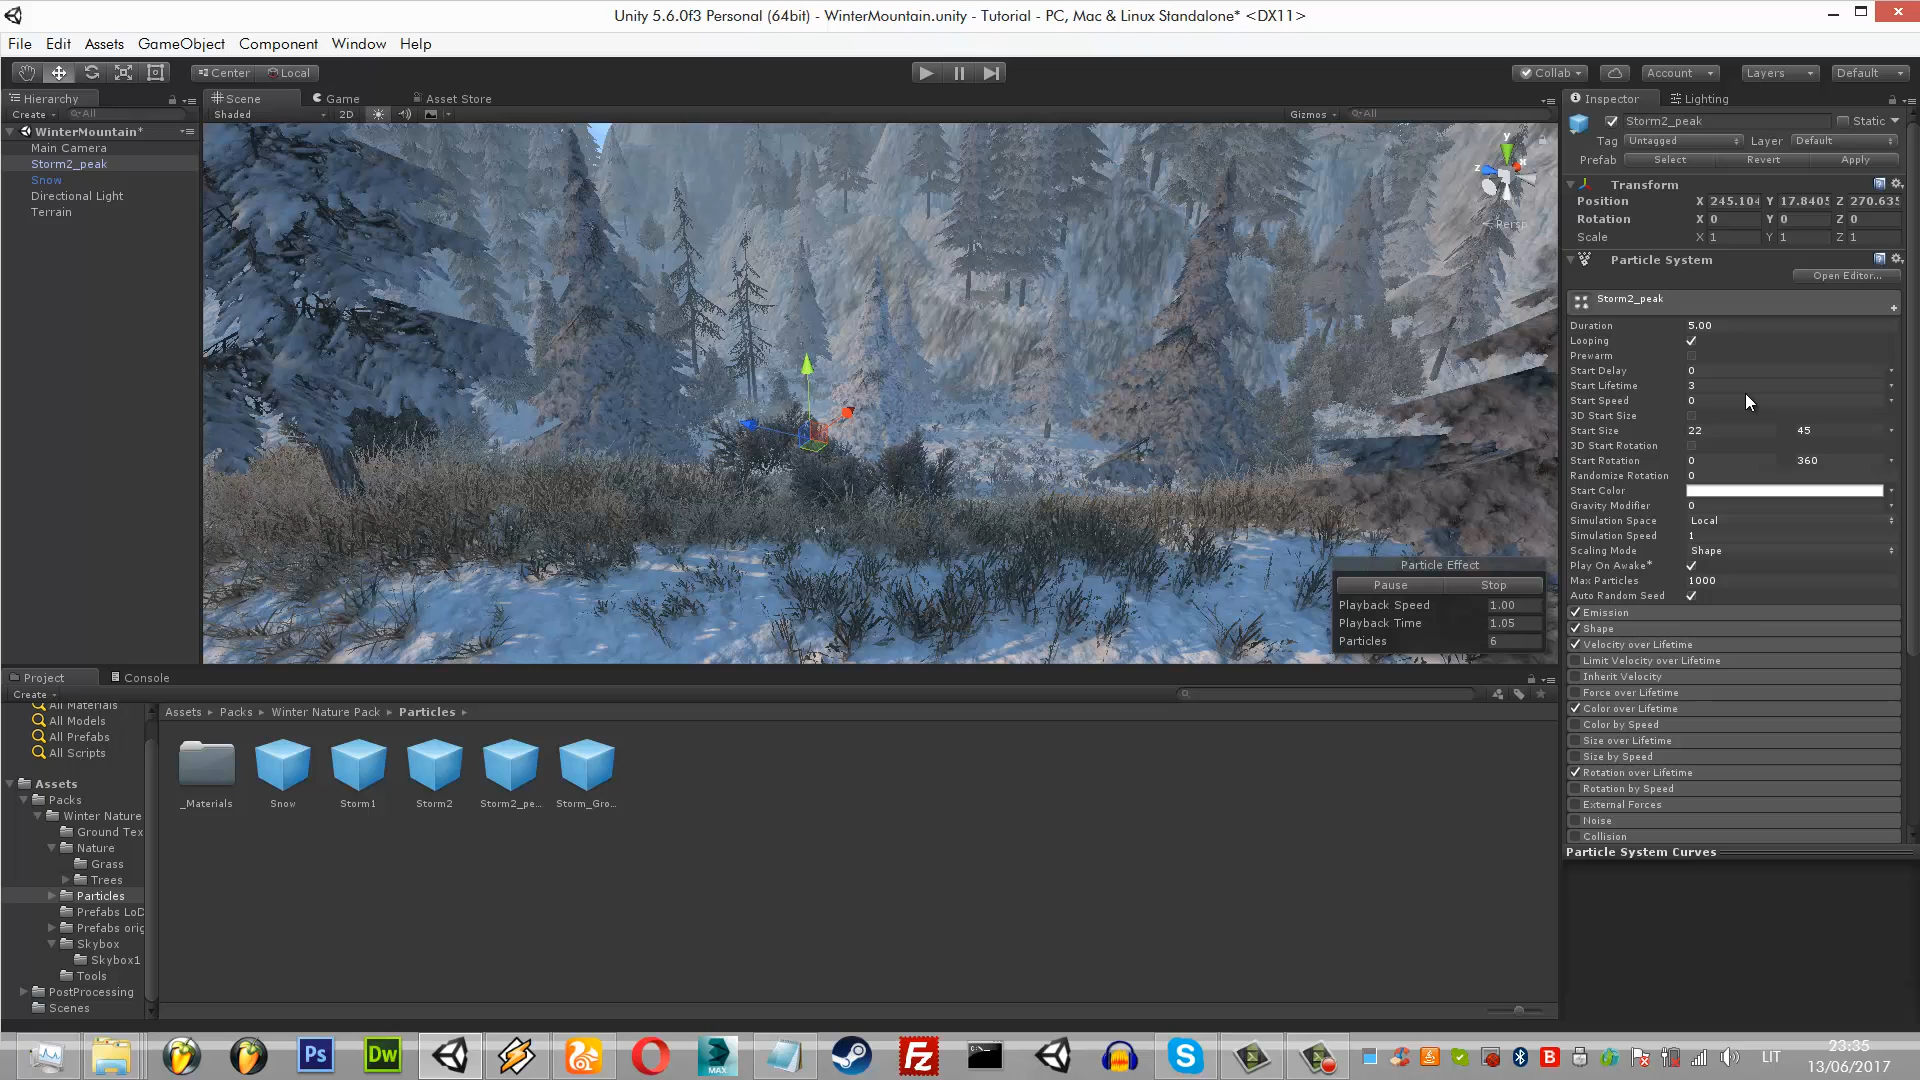 Unity 5.6.0f3 Personal (64bit) - WinterMountain.unity - Tutorial - PC, Mac & Linux Standalone* <DX11>
File Edit Assets GameObject Component Window Help
Center Local Collab Account Layers Default
Hierarchy
Create All
WinterMountain*
Main Camera
Storm2_peak
Snow
Directional Light
Terrain
Scene Game Asset Store
Shaded 2D Gizmos All
y
x
z
Persp
Particle Effect
Pause Stop
Playback Speed 1.00
Playback Time 1.05
Particles 6
Inspector Lighting
Storm2_peak Static
Tag Untagged Layer Default
Prefab Select Revert Apply
Transform
Position X 245.104 Y 17.8405 Z 270.635
Rotation X 0 Y 0 Z 0
Scale X 1 Y 1 Z 1
Particle System
Open Editor...
Storm2_peak
Duration 5.00
Looping
Prewarm
Start Delay 0
Start Lifetime 3
Start Speed 0
3D Start Size
Start Size 22 45
3D Start Rotation
Start Rotation 0 360
Randomize Rotation 0
Start Color
Gravity Modifier 0
Simulation Space Local
Simulation Speed 1
Scaling Mode Shape
Play On Awake*
Max Particles 1000
Auto Random Seed
Emission
Shape
Velocity over Lifetime
Limit Velocity over Lifetime
Inherit Velocity
Force over Lifetime
Color over Lifetime
Color by Speed
Size over Lifetime
Size by Speed
Rotation over Lifetime
Rotation by Speed
External Forces
Noise
Collision
Particle System Curves
Project Console
Create
All Materials
All Models
All Prefabs
All Scripts
Assets
Packs
Winter Nature
Ground Tex
Nature
Grass
Trees
Particles
Prefabs LoD
Prefabs orig
Skybox
Skybox1
Tools
PostProcessing
Scenes
Assets Packs Winter Nature Pack Particles
_Materials Snow Storm1 Storm2 Storm2_pe... Storm_Gro...
Ps Dw MAX Fz C:\ S B LIT
23:35
13/06/2017